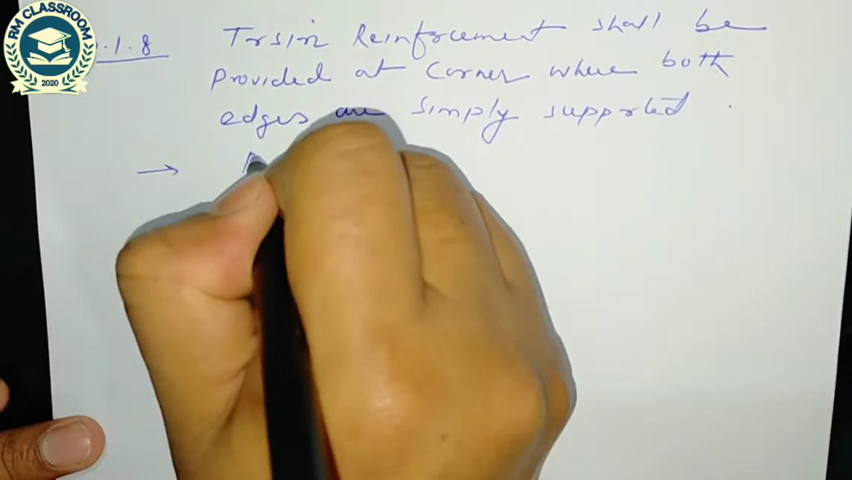 RM CLASSROOM
2020
.1.8 Torsion Reinforcement shall be
provided at corner where both
edges are simply supported.
→